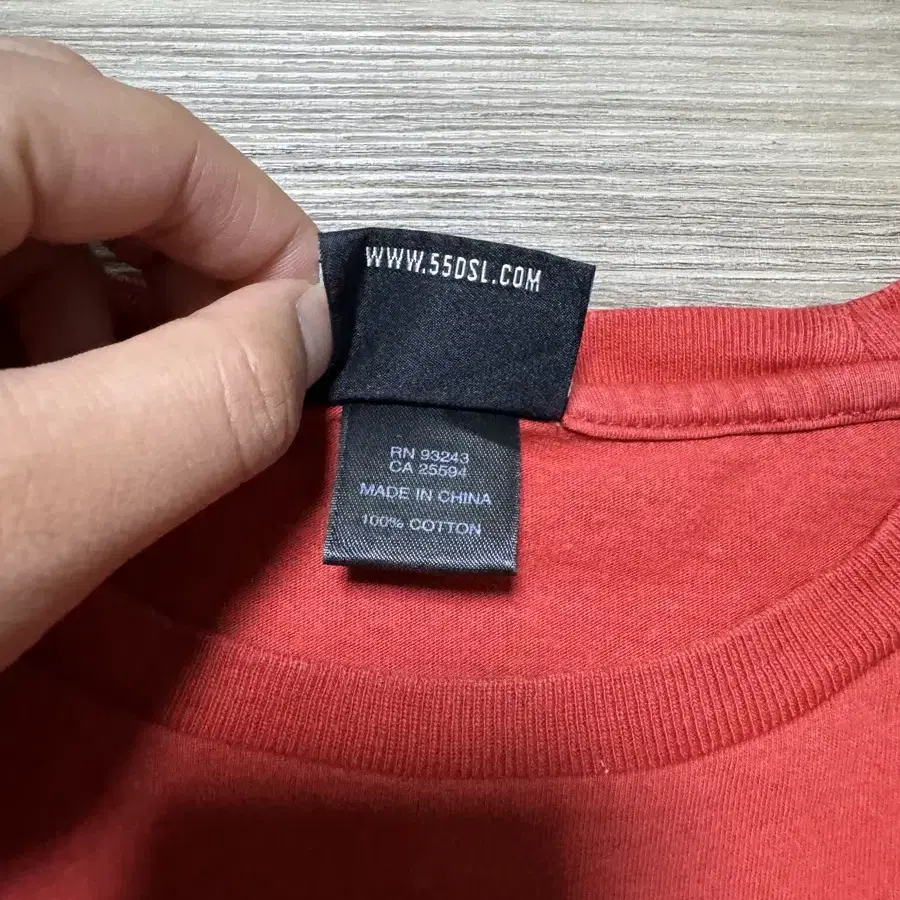 WWW.55DSL.COM
RN 93243
CA 25594
MADE IN CHINA
100% COTTON